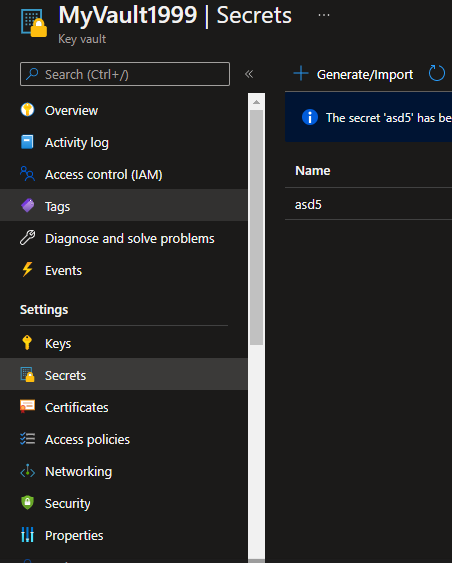 MyVault1999 | Secrets ...
Key vault
Search (Ctrl+/)
«
Overview
Activity log
Access control (IAM)
Tags
Diagnose and solve problems
Events
Settings
Keys
Secrets
Certificates
Access policies
Networking
Security
Properties
+ Generate/Import
The secret 'asd5' has be
Name
asd5